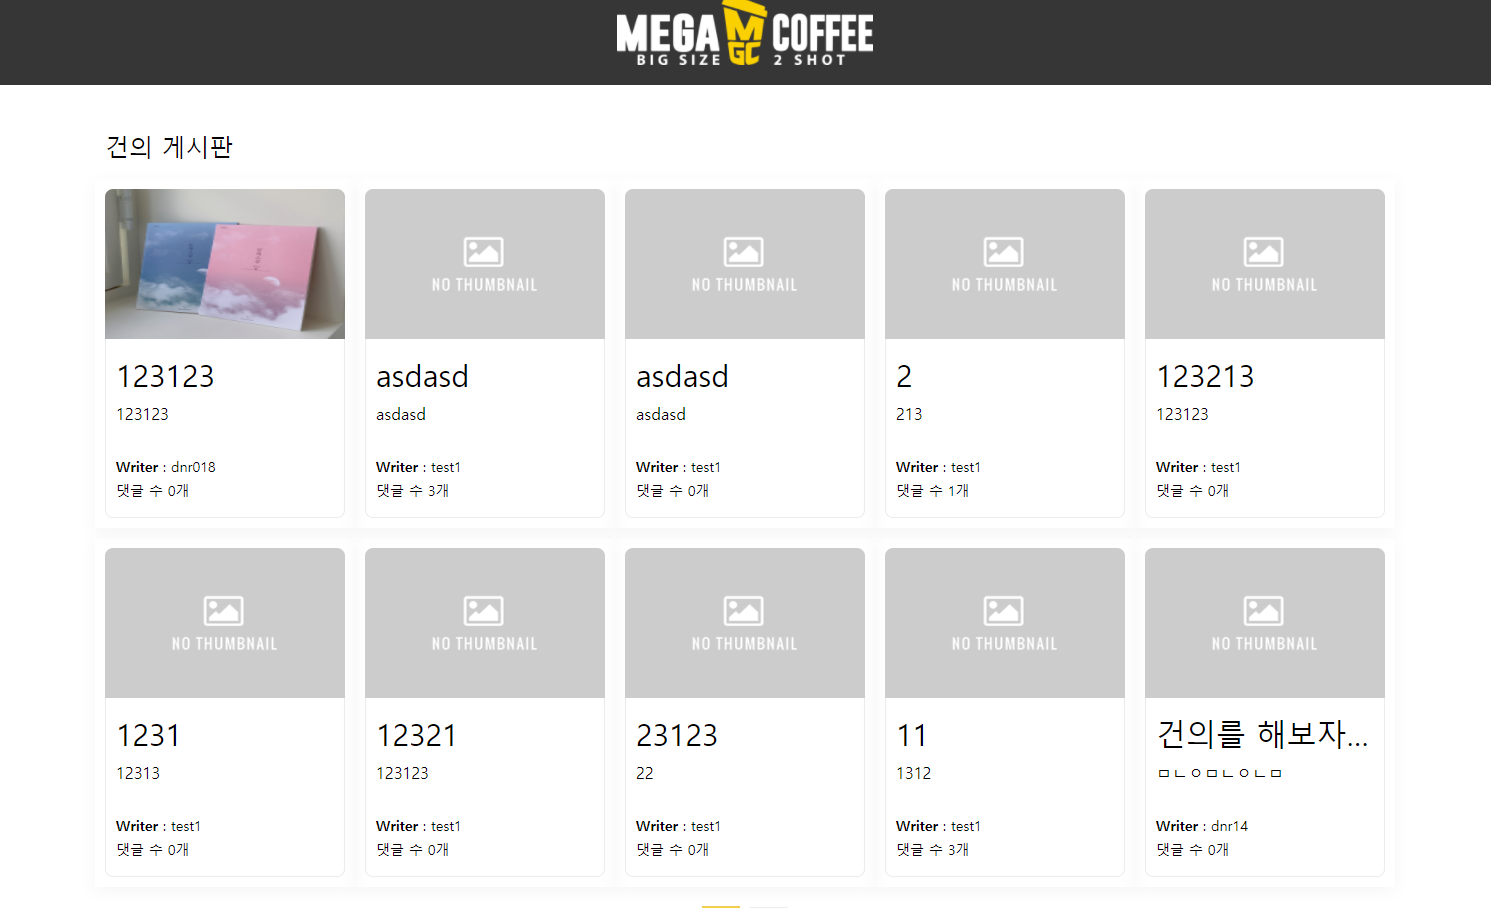 MEGA MGC COFFEE
BIG SIZE 2 SHOT
건의 게시판
123123
123123
Writer : dnr018
댓글 수 0개
NO THUMBNAIL
asdasd
asdasd
Writer : test1
댓글 수 3개
NO THUMBNAIL
asdasd
asdasd
Writer : test1
댓글 수 0개
NO THUMBNAIL
2
213
Writer : test1
댓글 수 1개
NO THUMBNAIL
123213
123123
Writer : test1
댓글 수 0개
NO THUMBNAIL
1231
12313
Writer : test1
댓글 수 0개
NO THUMBNAIL
12321
123123
Writer : test1
댓글 수 0개
NO THUMBNAIL
23123
22
Writer : test1
댓글 수 0개
NO THUMBNAIL
11
1312
Writer : test1
댓글 수 3개
NO THUMBNAIL
건의를 해보자...
ㅁㄴㅇㅁㄴㅇㄴㅁ
Writer : dnr14
댓글 수 0개